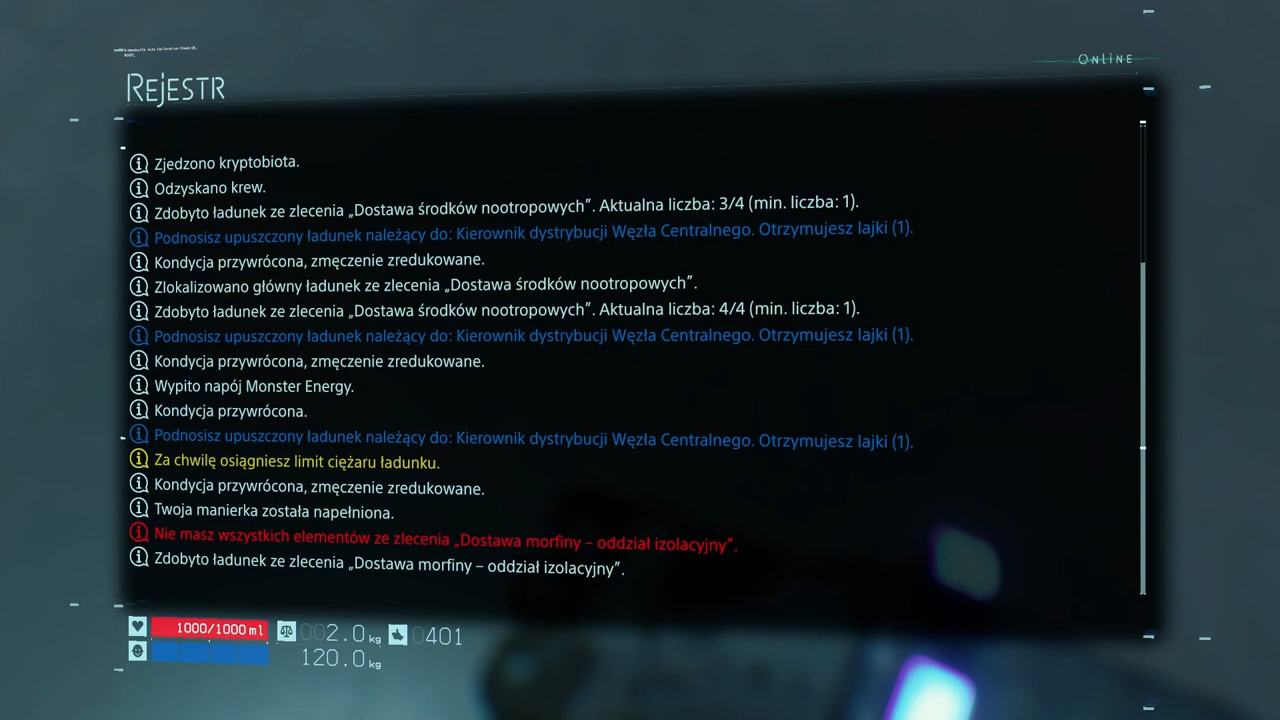 REJESTR
ONLINE
Zjedzono kryptobiota.
Odzyskano krew.
Zdobyto ładunek ze zlecenia „Dostawa środków nootropowych”. Aktualna liczba: 3/4 (min. liczba: 1).
Podnosisz upuszczony ładunek należący do: Kierownik dystrybucji Węzła Centralnego. Otrzymujesz lajki (1).
Kondycja przywrócona, zmęczenie zredukowane.
Zlokalizowano główny ładunek ze zlecenia „Dostawa środków nootropowych”.
Zdobyto ładunek ze zlecenia „Dostawa środków nootropowych”. Aktualna liczba: 4/4 (min. liczba: 1).
Podnosisz upuszczony ładunek należący do: Kierownik dystrybucji Węzła Centralnego. Otrzymujesz lajki (1).
Kondycja przywrócona, zmęczenie zredukowane.
Wypito napój Monster Energy.
Kondycja przywrócona.
Podnosisz upuszczony ładunek należący do: Kierownik dystrybucji Węzła Centralnego. Otrzymujesz lajki (1).
Za chwilę osiągniesz limit ciężaru ładunku.
Kondycja przywrócona, zmęczenie zredukowane.
Twoja manierka została napełniona.
Nie masz wszystkich elementów ze zlecenia „Dostawa morfiny – oddział izolacyjny”.
Zdobyto ładunek ze zlecenia „Dostawa morfiny – oddział izolacyjny”.
1000/1000 ml 002.0 kg 0401
120.0 kg